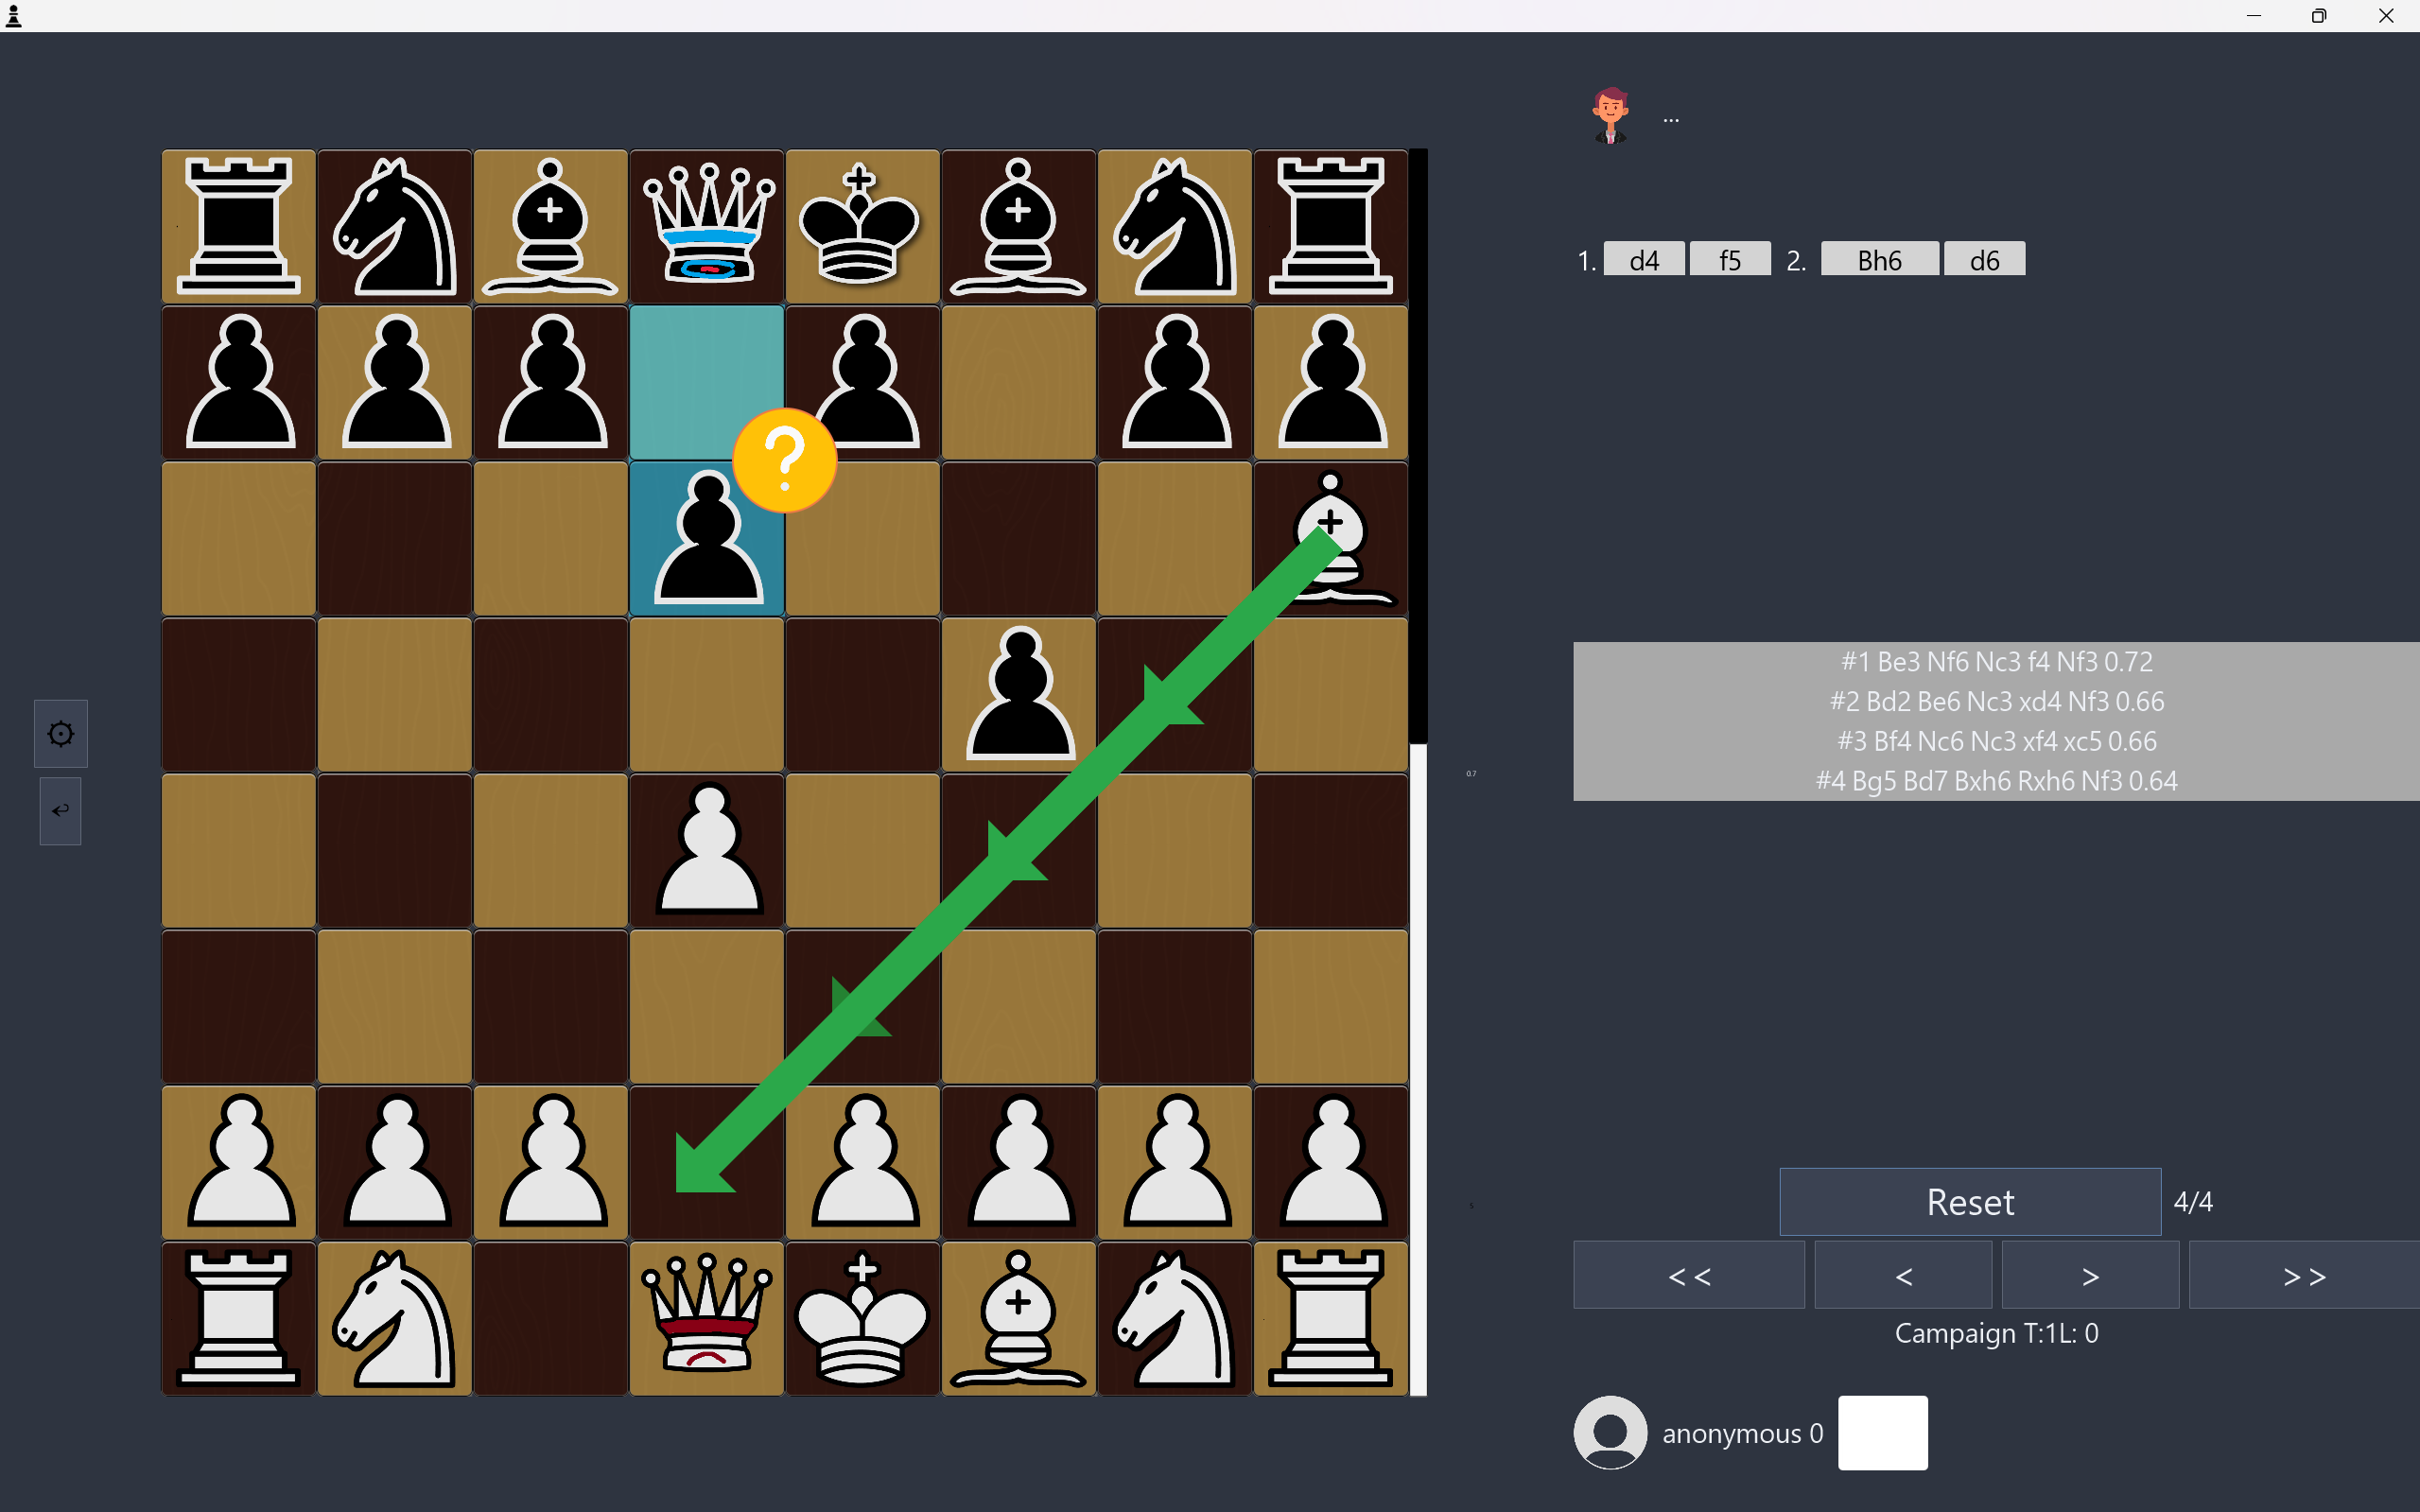 ...
1. d4 f5 2. Bh6 d6
?
#1 Be3 Nf6 Nc3 f4 Nf3 0.72
#2 Bd2 Be6 Nc3 xd4 Nf3 0.66
#3 Bf4 Nc6 Nc3 xf4 xc5 0.66
#4 Bg5 Bd7 Bxh6 Rxh6 Nf3 0.64
0.7
Reset 4/4
<< < > >>
Campaign T:1L: 0
anonymous 0